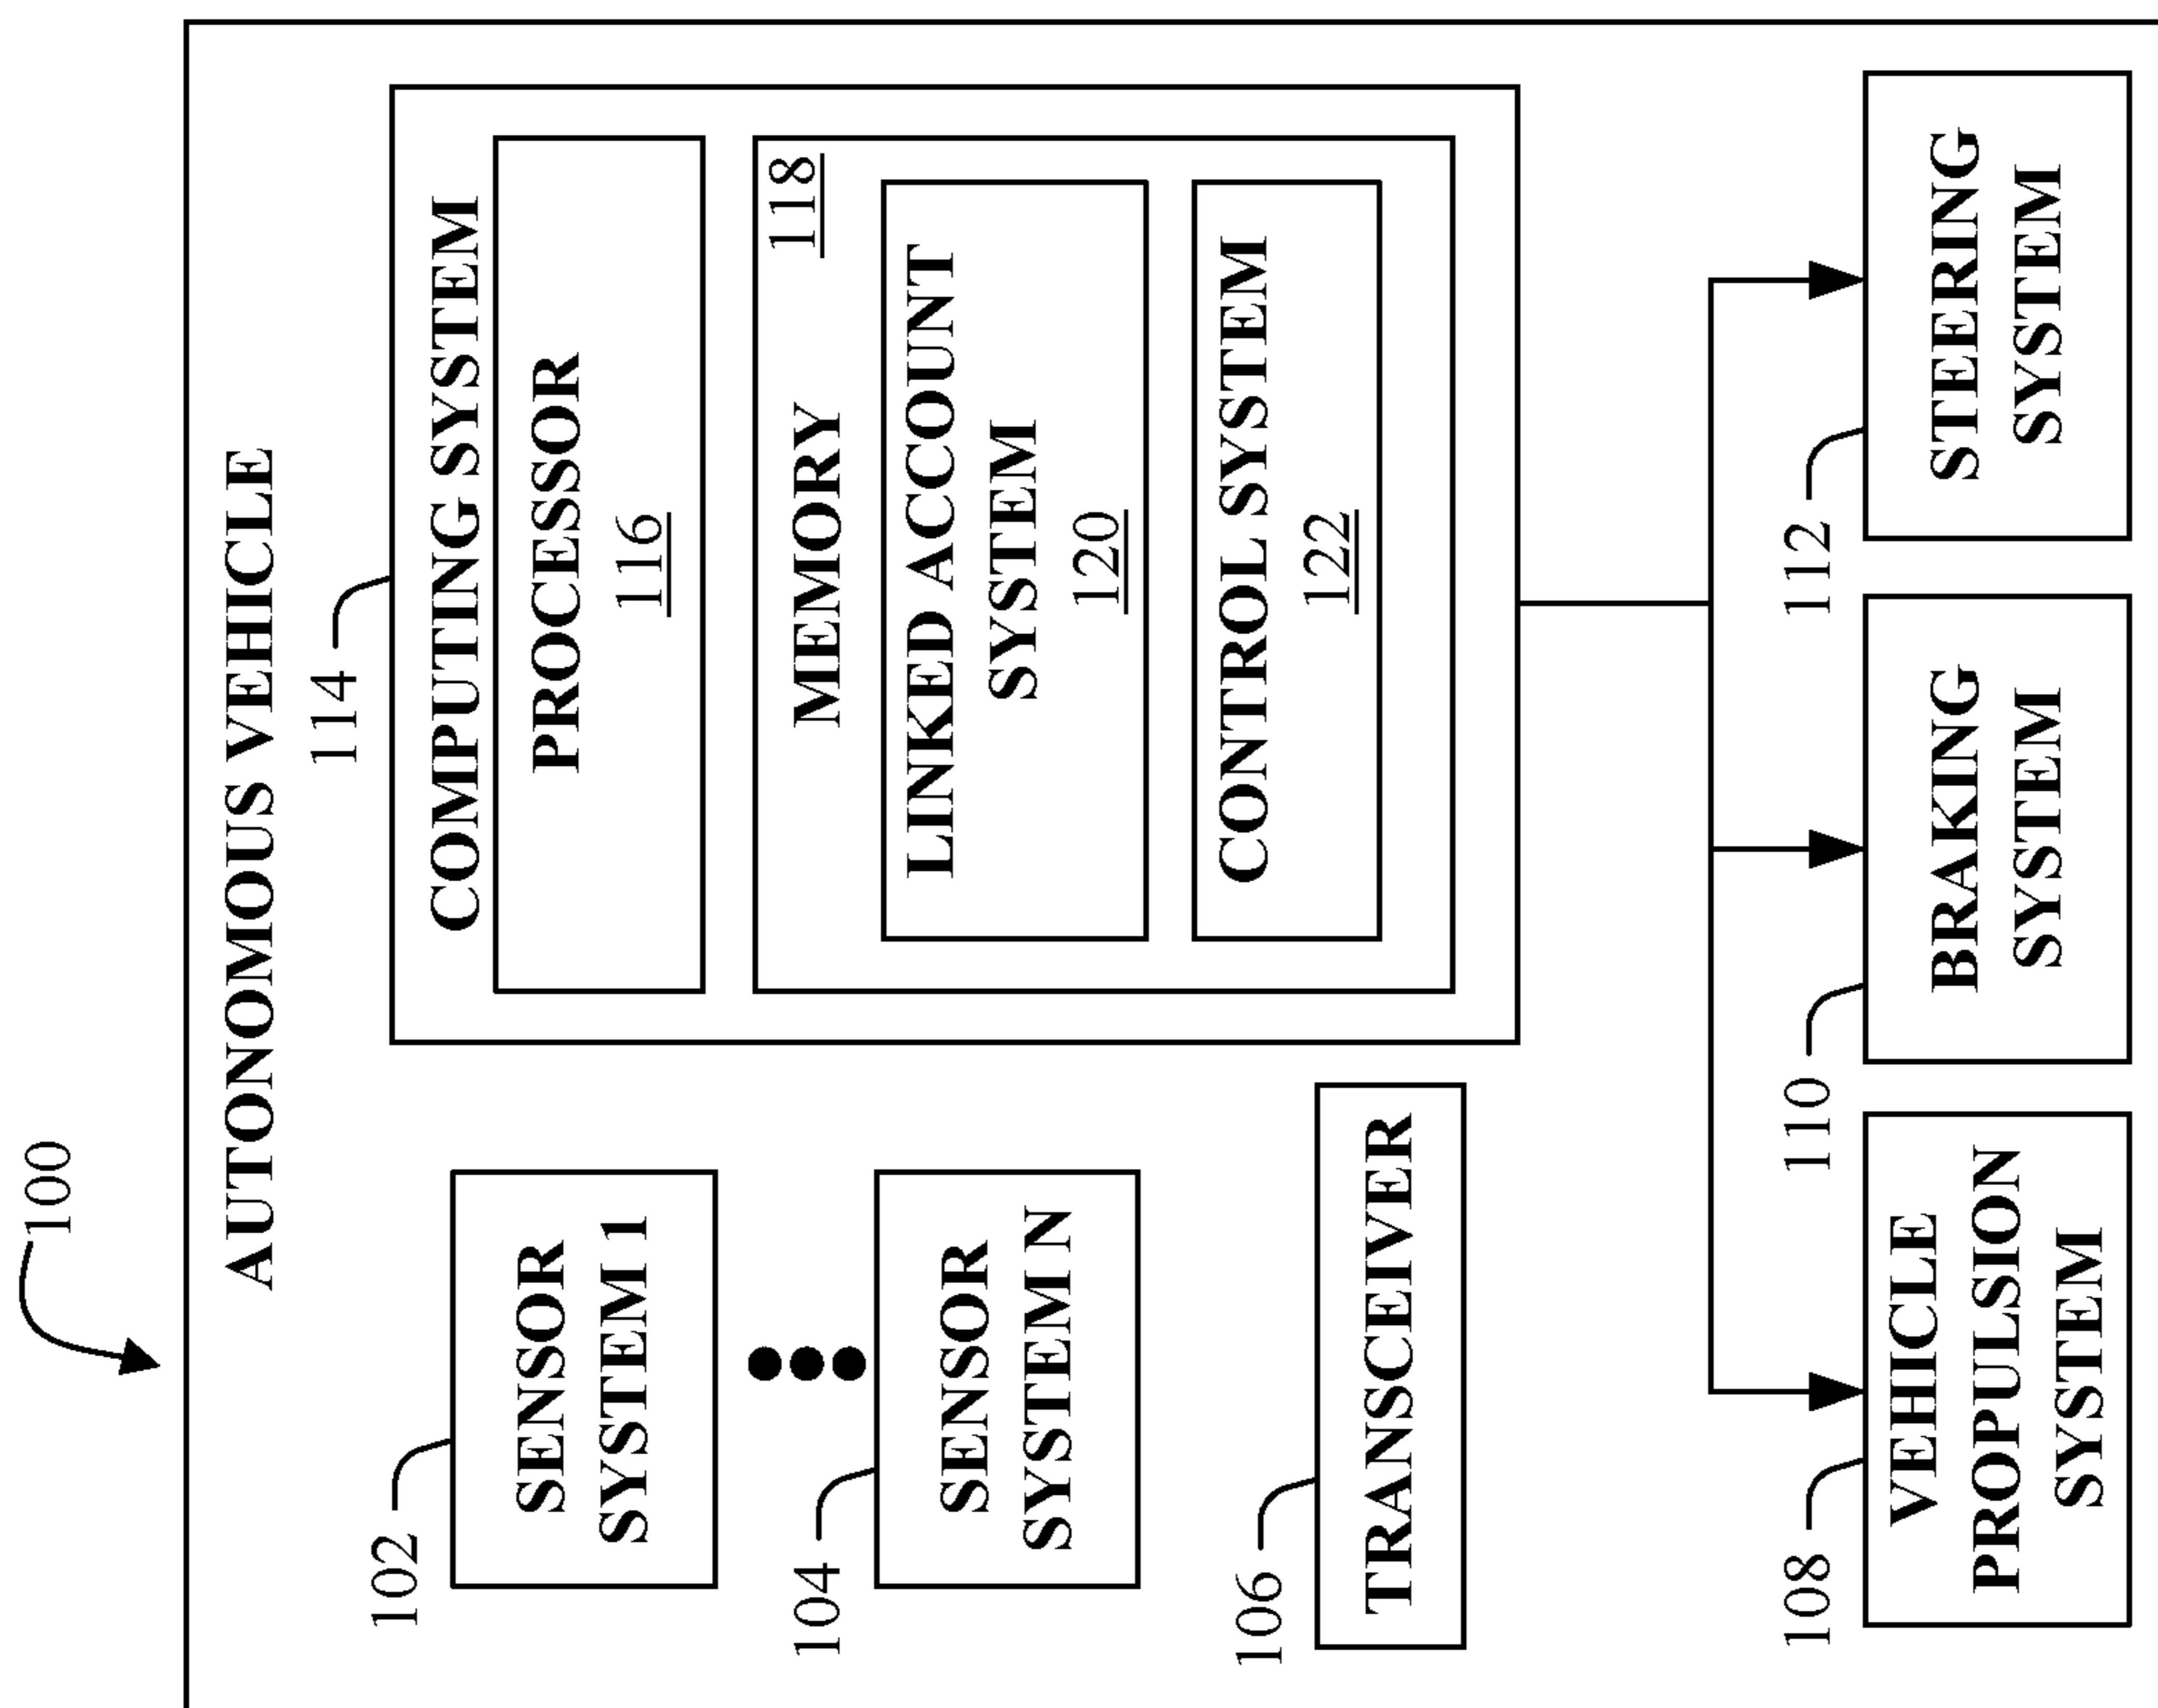 100
AUTONOMOUS VEHICLE
102
SENSOR
SYSTEM 1
104
SENSOR
SYSTEM N
106
TRANSCEIVER
114
COMPUTING SYSTEM
PROCESSOR
116
MEMORY
118
LINKED ACCOUNT
SYSTEM
120
CONTROL SYSTEM
122
108
VEHICLE
PROPULSION
SYSTEM
110
BRAKING
SYSTEM
112
STEERING
SYSTEM